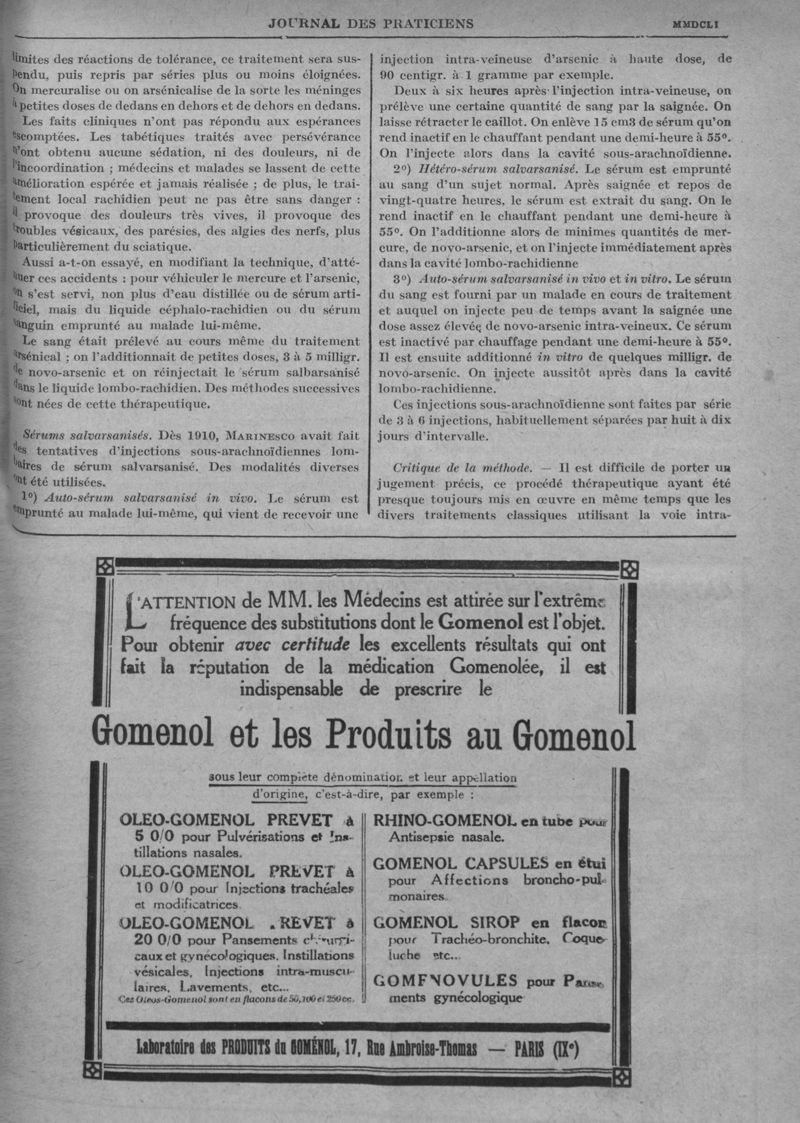 JOURNAL DES PRATICIENS
MMDCLI
limites des réactions de tolérance, ce traitement sera sus-
pendu, puis repris par séries plus ou moins éloignées.
On mercuralise ou on arsénicalise de la sorte les méninges
à petites doses de dedans en dehors et de dehors en dedans.
Les faits cliniques n'ont pas répondu aux espérances
escomptées. Les tabétiques traités avec persévérance
n'ont obtenu aucune sédation, ni des douleurs, ni de
l'incoordination ; médecins et malades se lassent de cette
amélioration espérée et jamais réalisée ; de plus, le trai-
tement local rachidien peut ne pas être sans danger :
il provoque des douleurs très vives, il provoque des
troubles vésicaux, des parésies, des algies des nerfs, plus
particulièrement du sciatique.
Aussi a-t-on essayé, en modifiant la technique, d'atté-
nuer ces accidents : pour véhiculer le mercure et l'arsenic,
on s'est servi, non plus d'eau distillée ou de sérum arti-
ficiel, mais du liquide céphalo-rachidien ou du sérum
sanguin emprunté au malade lui-même.
Le sang était prélevé au cours même du traitement
arsénical ; on l'additionnait de petites doses, 3 à 5 milligr.
de novo-arsenic et on réinjectait le sérum salbarsanisé
dans le liquide lombo-rachidien. Des méthodes successives
sont nées de cette thérapeutique.
Sérums salvarsanisés. Dès 1910, MARINESCO avait fait
des tentatives d'injections sous-arachnoïdiennes lom-
baires de sérum salvarsanisé. Des modalités diverses
ont été utilisées.
1º) Auto-sérum salvarsanisé in vivo. Le sérum est
emprunté au malade lui-même, qui vient de recevoir une
injection intra-veineuse d'arsenic à haute dose, de
90 centigr. à 1 gramme par exemple.
Deux à six heures après l'injection intra-veineuse, on
prélève une certaine quantité de sang par la saignée. On
laisse rétracter le caillot. On enlève 15 cm3 de sérum qu'on
rend inactif en le chauffant pendant une demi-heure à 55º.
On l'injecte alors dans la cavité sous-arachnoïdienne.
2º) Hétéro-sérum salvarsanisé. Le sérum est emprunté
au sang d'un sujet normal. Après saignée et repos de
vingt-quatre heures, le sérum est extrait du sang. On le
rend inactif en le chauffant pendant une demi-heure à
55º. On l'additionne alors de minimes quantités de mer-
cure, de novo-arsenic, et on l'injecte immédiatement après
dans la cavité lombo-rachidienne
3º) Auto-sérum salvarsanisé in vivo et in vitro. Le sérum
du sang est fourni par un malade en cours de traitement
et auquel on injecte peu de temps avant la saignée une
dose assez élevée de novo-arsenic intra-veineux. Ce sérum
est inactivé par chauffage pendant une demi-heure à 55º.
Il est ensuite additionné in vitro de quelques milligr. de
novo-arsenic. On injecte aussitôt après dans la cavité
lombo-rachidienne.
Ces injections sous-arachnoïdienne sont faites par série
de 3 à 6 injections, habituellement séparées par huit à dix
jours d'intervalle.
Critique de la méthode. — Il est difficile de porter un
jugement précis, ce procédé thérapeutique ayant été
presque toujours mis en œuvre en même temps que les
divers traitements classiques utilisant la voie intra-
L'ATTENTION de MM. les Médecins est attirée sur l'extrême
fréquence des substitutions dont le Gomenol est l'objet.
Pour obtenir avec certitude les excellents résultats qui ont
fait la réputation de la médication Gomenolée, il est
indispensable de prescrire le
Gomenol et les Produits au Gomenol
sous leur complète dénomination et leur appellation
d'origine, c'est-à-dire, par exemple :
OLEO-GOMENOL PREVET à
5 0/0 pour Pulvérisations et Ins-
tillations nasales.
OLEO-GOMENOL PREVET à
10 0/0 pour Injections trachéales
et modificatrices
OLEO-GOMENOL PREVET à
20 0/0 pour Pansements chirurgi-
caux et gynécologiques, Instillations
vésicales, Injections intra-muscu-
laires, Lavements, etc...
Ces Oleos-Gomenol sont en flacons de 50, 100 et 250 cc.
RHINO-GOMENOL en tube pour
Antisepsie nasale.
GOMENOL CAPSULES en étui
pour Affections broncho-pul-
monaires.
GOMENOL SIROP en flacon
pour Trachéo-bronchite, Coque-
luche etc...
GOMENOVULES pour Panse-
ments gynécologique
Laboratoire des PRODUITS du GOMÉNOL, 17, Rue Ambroise-Thomas — PARIS (IXe)